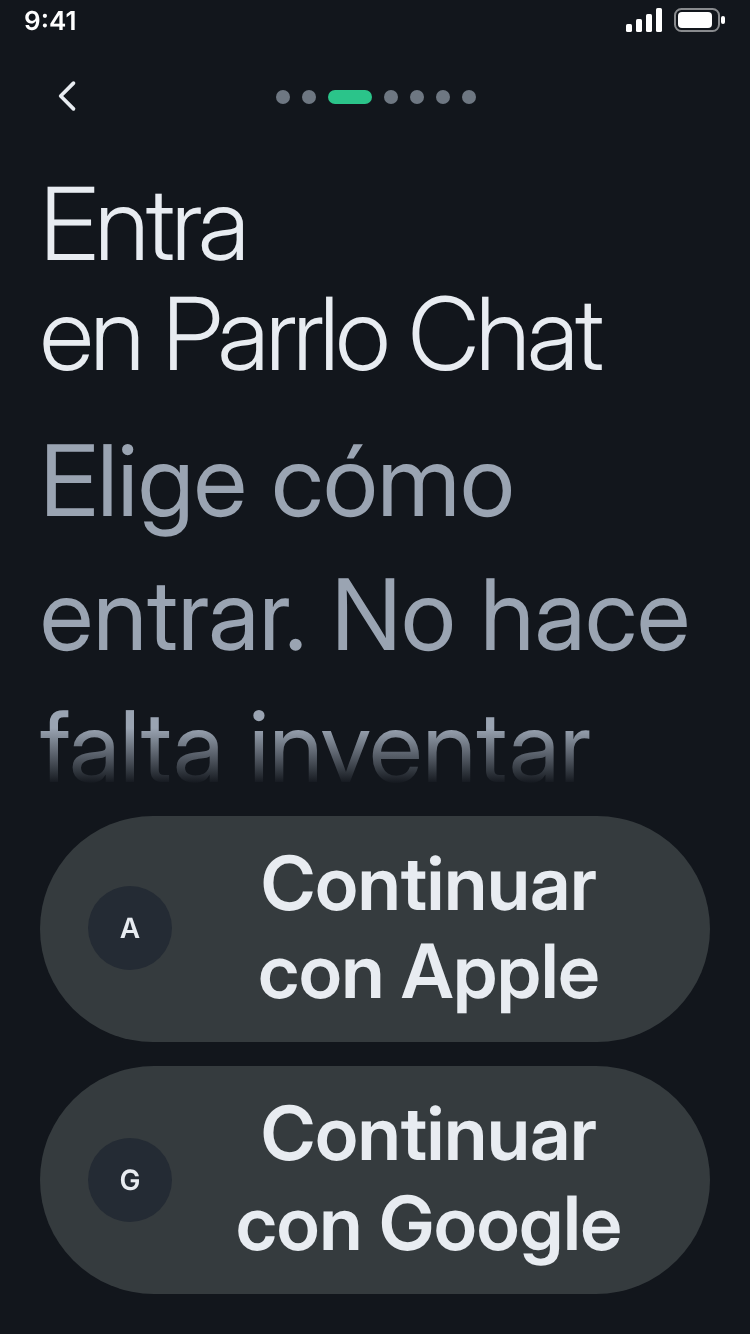 9:41
Entra
en Parrlo Chat
Elige cómo
entrar. No hace
falta inventar
A
Continuar
con Apple
G
Continuar
con Google